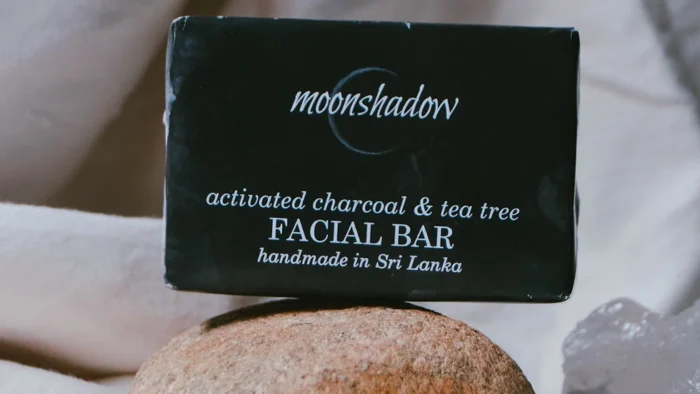 moonshadow
activated charcoal & tea tree
FACIAL BAR
handmade in Sri Lanka